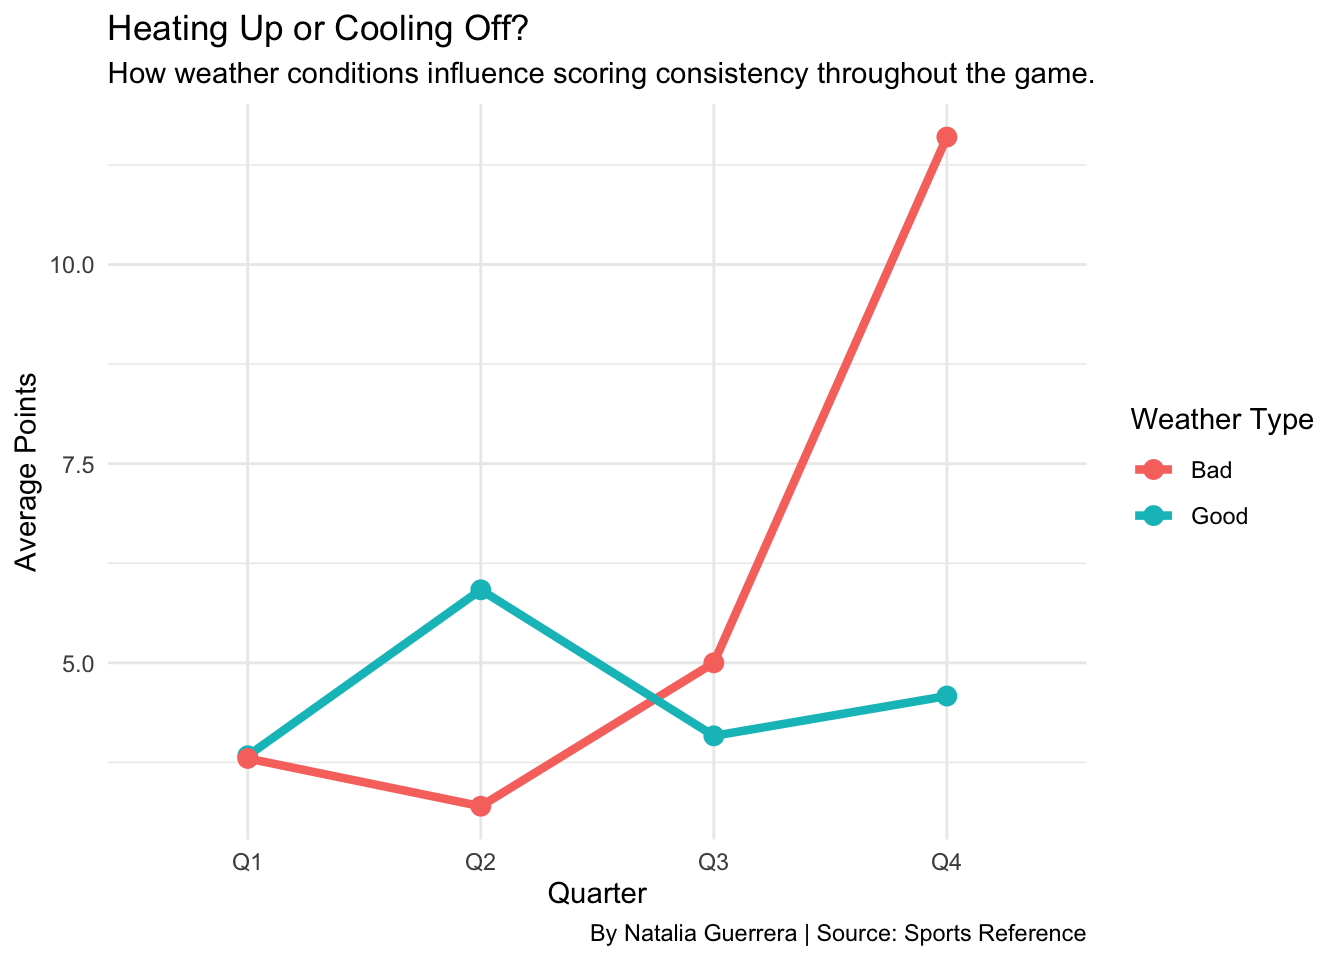 Heating Up or Cooling Off?
How weather conditions influence scoring consistency throughout the game.
10.0
7.5
5.0
Average Points
Q1 Q2 Q3 Q4
Quarter
Weather Type
Bad
Good
By Natalia Guerrera | Source: Sports Reference